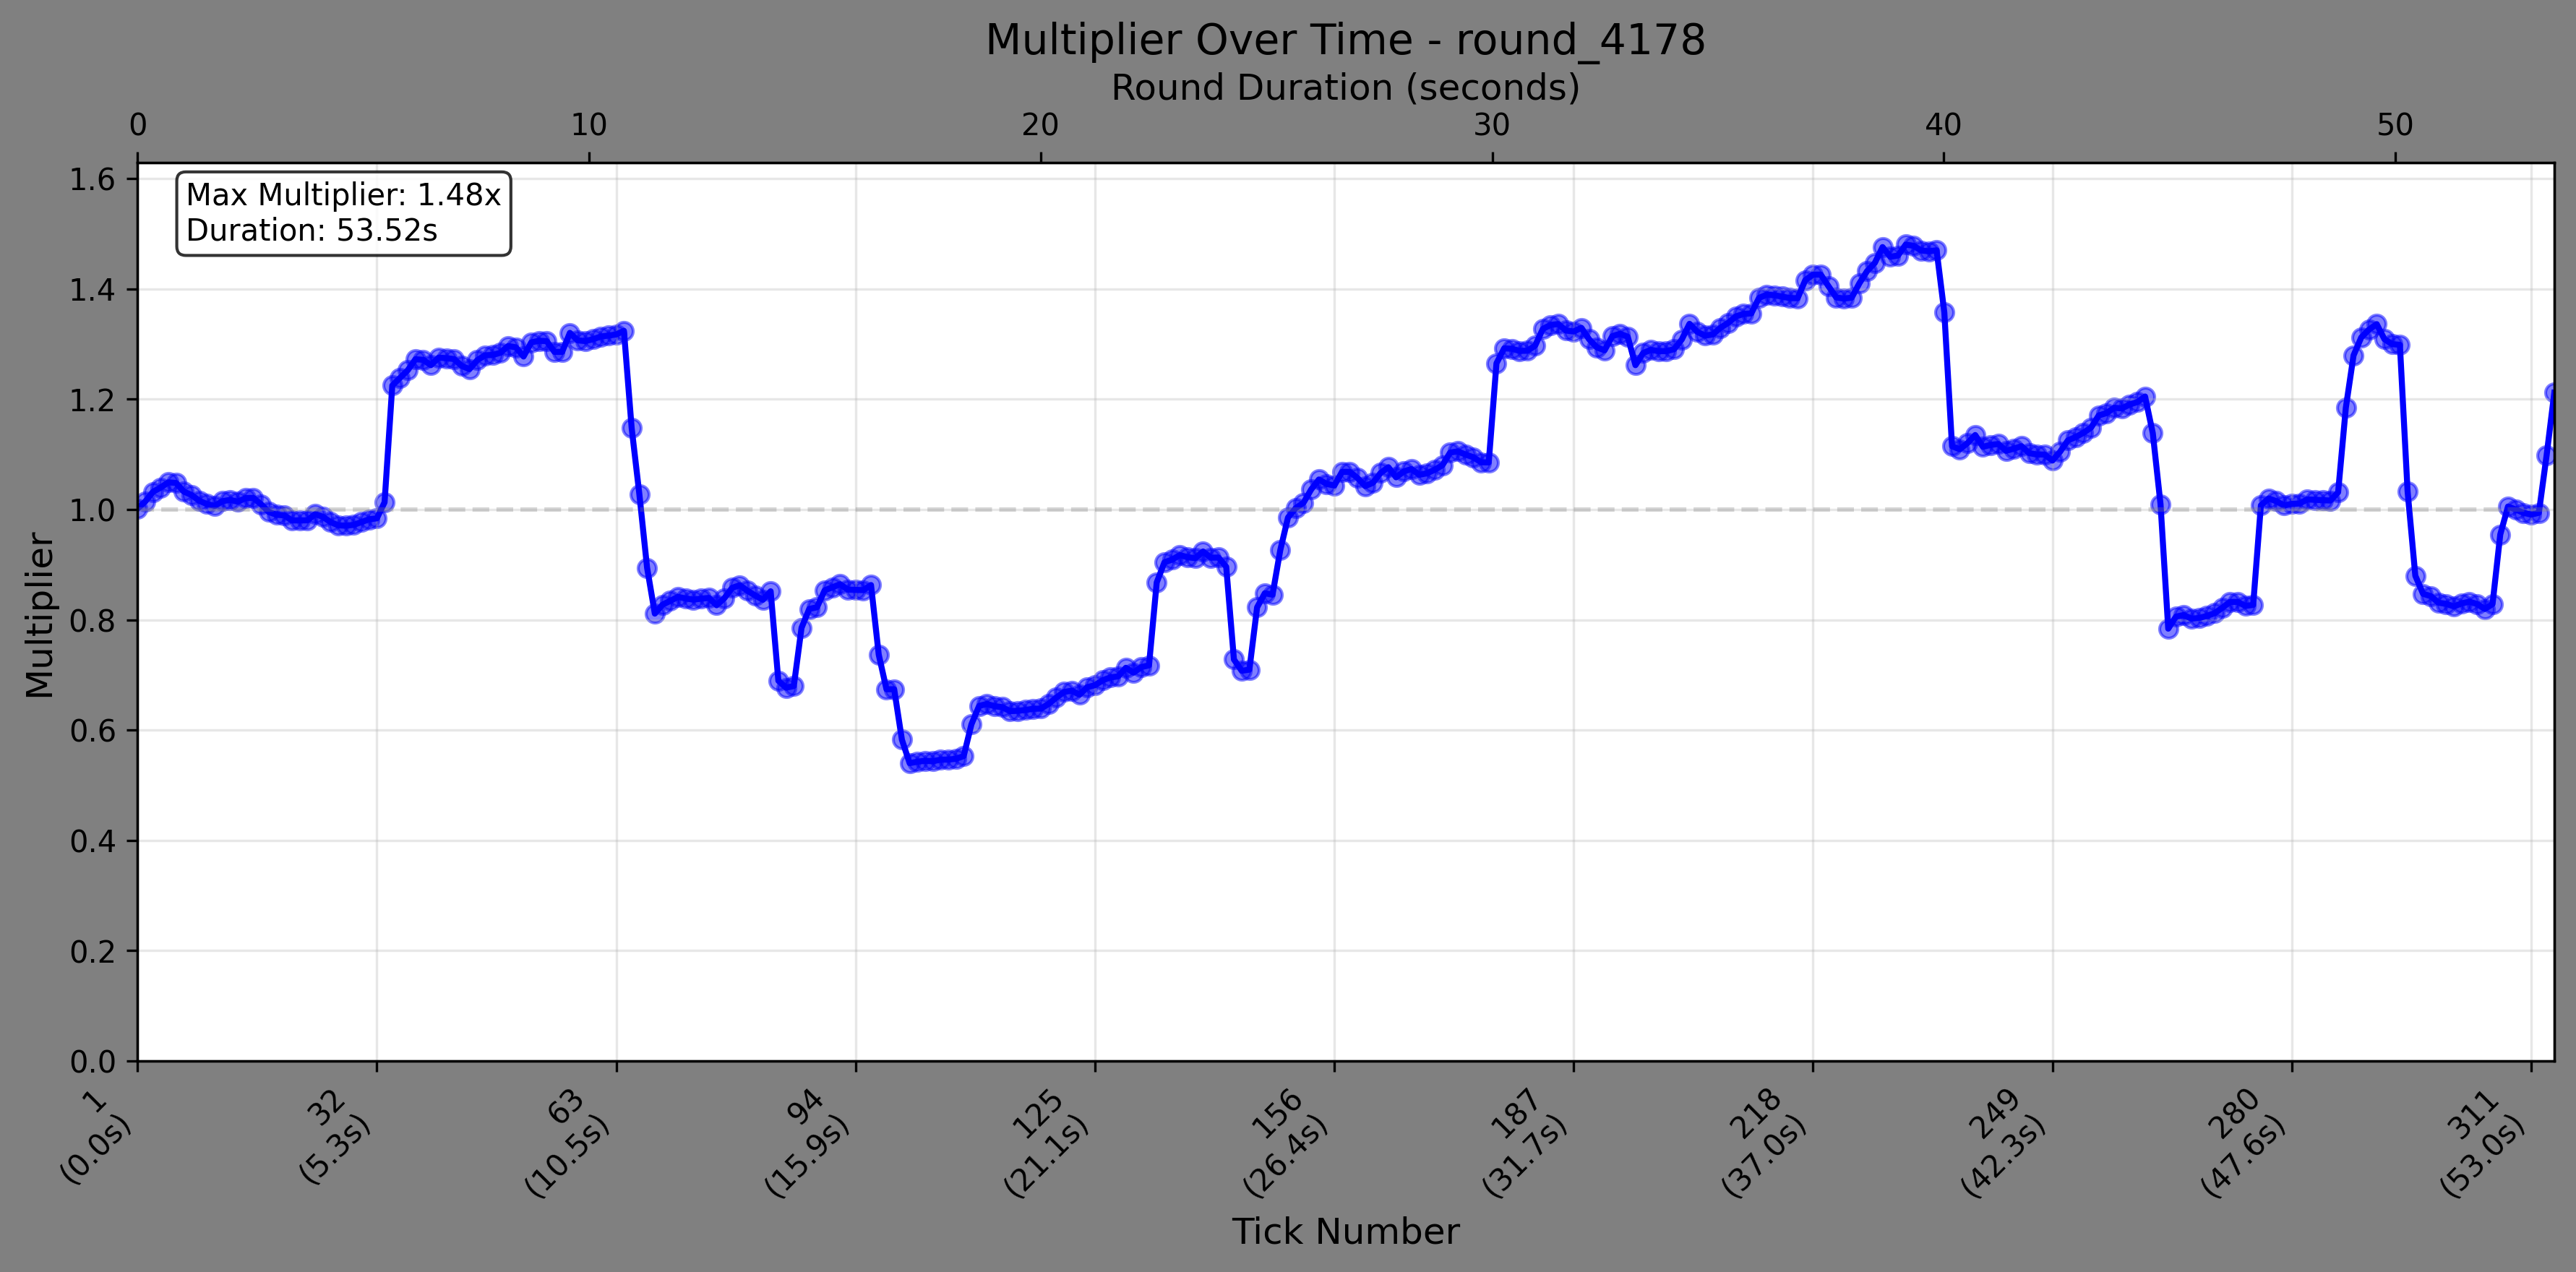 Multiplier Over Time - round_4178
Round Duration (seconds)
0 10 20 30 40 50
Max Multiplier: 1.48x
Duration: 53.52s
Multiplier
1.6
1.4
1.2
1.0
0.8
0.6
0.4
0.2
0.0
1
(0.0s)
32
(5.3s)
63
(10.5s)
94
(15.9s)
125
(21.1s)
156
(26.4s)
187
(31.7s)
218
(37.0s)
249
(42.3s)
280
(47.6s)
311
(53.0s)
Tick Number